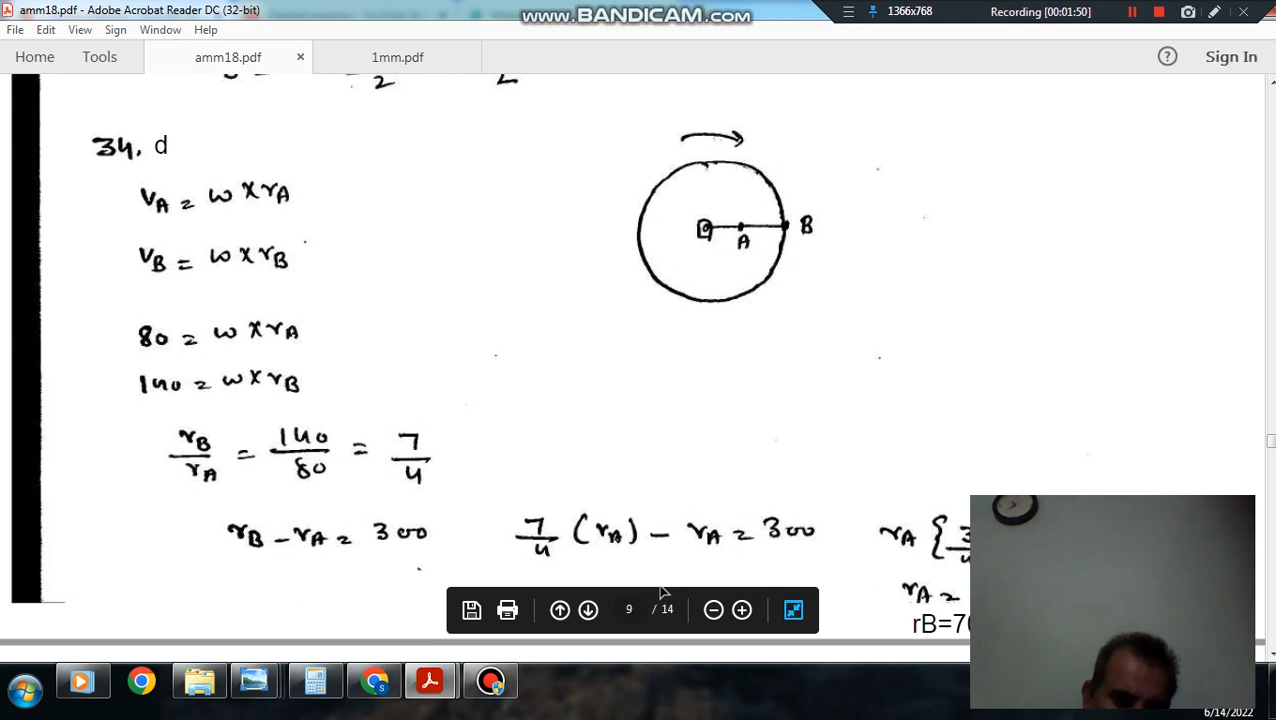 amm18.pdf - Adobe Acrobat Reader DC (32-bit)
www.BANDICAM.com
1366x768
Recording [00:01:50]
File Edit View Sign Window Help
Home Tools amm18.pdf × 1mm.pdf ? Sign In
34. d
VA = ω × rA
VB = ω × rB
80 = ω × rA
140 = ω × rB
rB/rA = 140/80 = 7/4
rB - rA = 300 7/4 (rA) - rA = 300 rA {
rA =
rB=7
A
B
9 / 14
6/14/2022